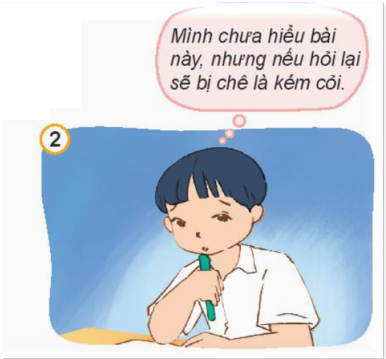 Mình chưa hiểu bài
này, nhưng nếu hỏi lại
sẽ bị chê là kém cỏi.
2